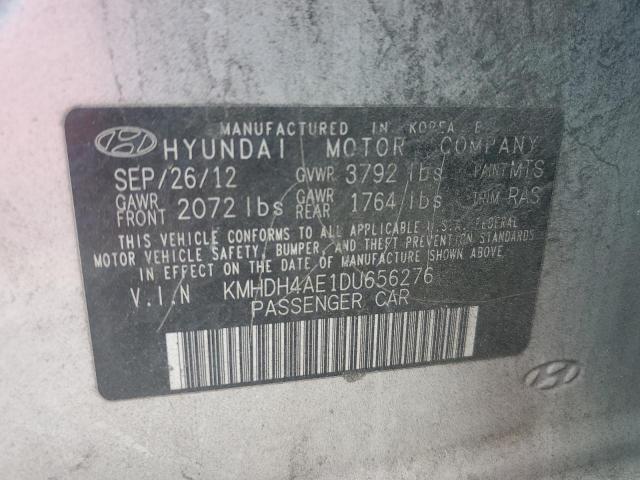 MANUFACTURED IN KOREA B
HYUNDAI MOTOR COMPANY
SEP/26/12 GVWR 3792 lbs PAINT MTS
GAWR FRONT 2072 lbs GAWR REAR 1764 lbs TRIM RAS
THIS VEHICLE CONFORMS TO ALL APPLICABLE U.S.A. FEDERAL
MOTOR VEHICLE SAFETY, BUMPER, AND THEFT PREVENTION STANDARDS
IN EFFECT ON THE DATE OF MANUFACTURE SHOWN ABOVE.
V.I.N KMHDH4AE1DU656276
PASSENGER CAR